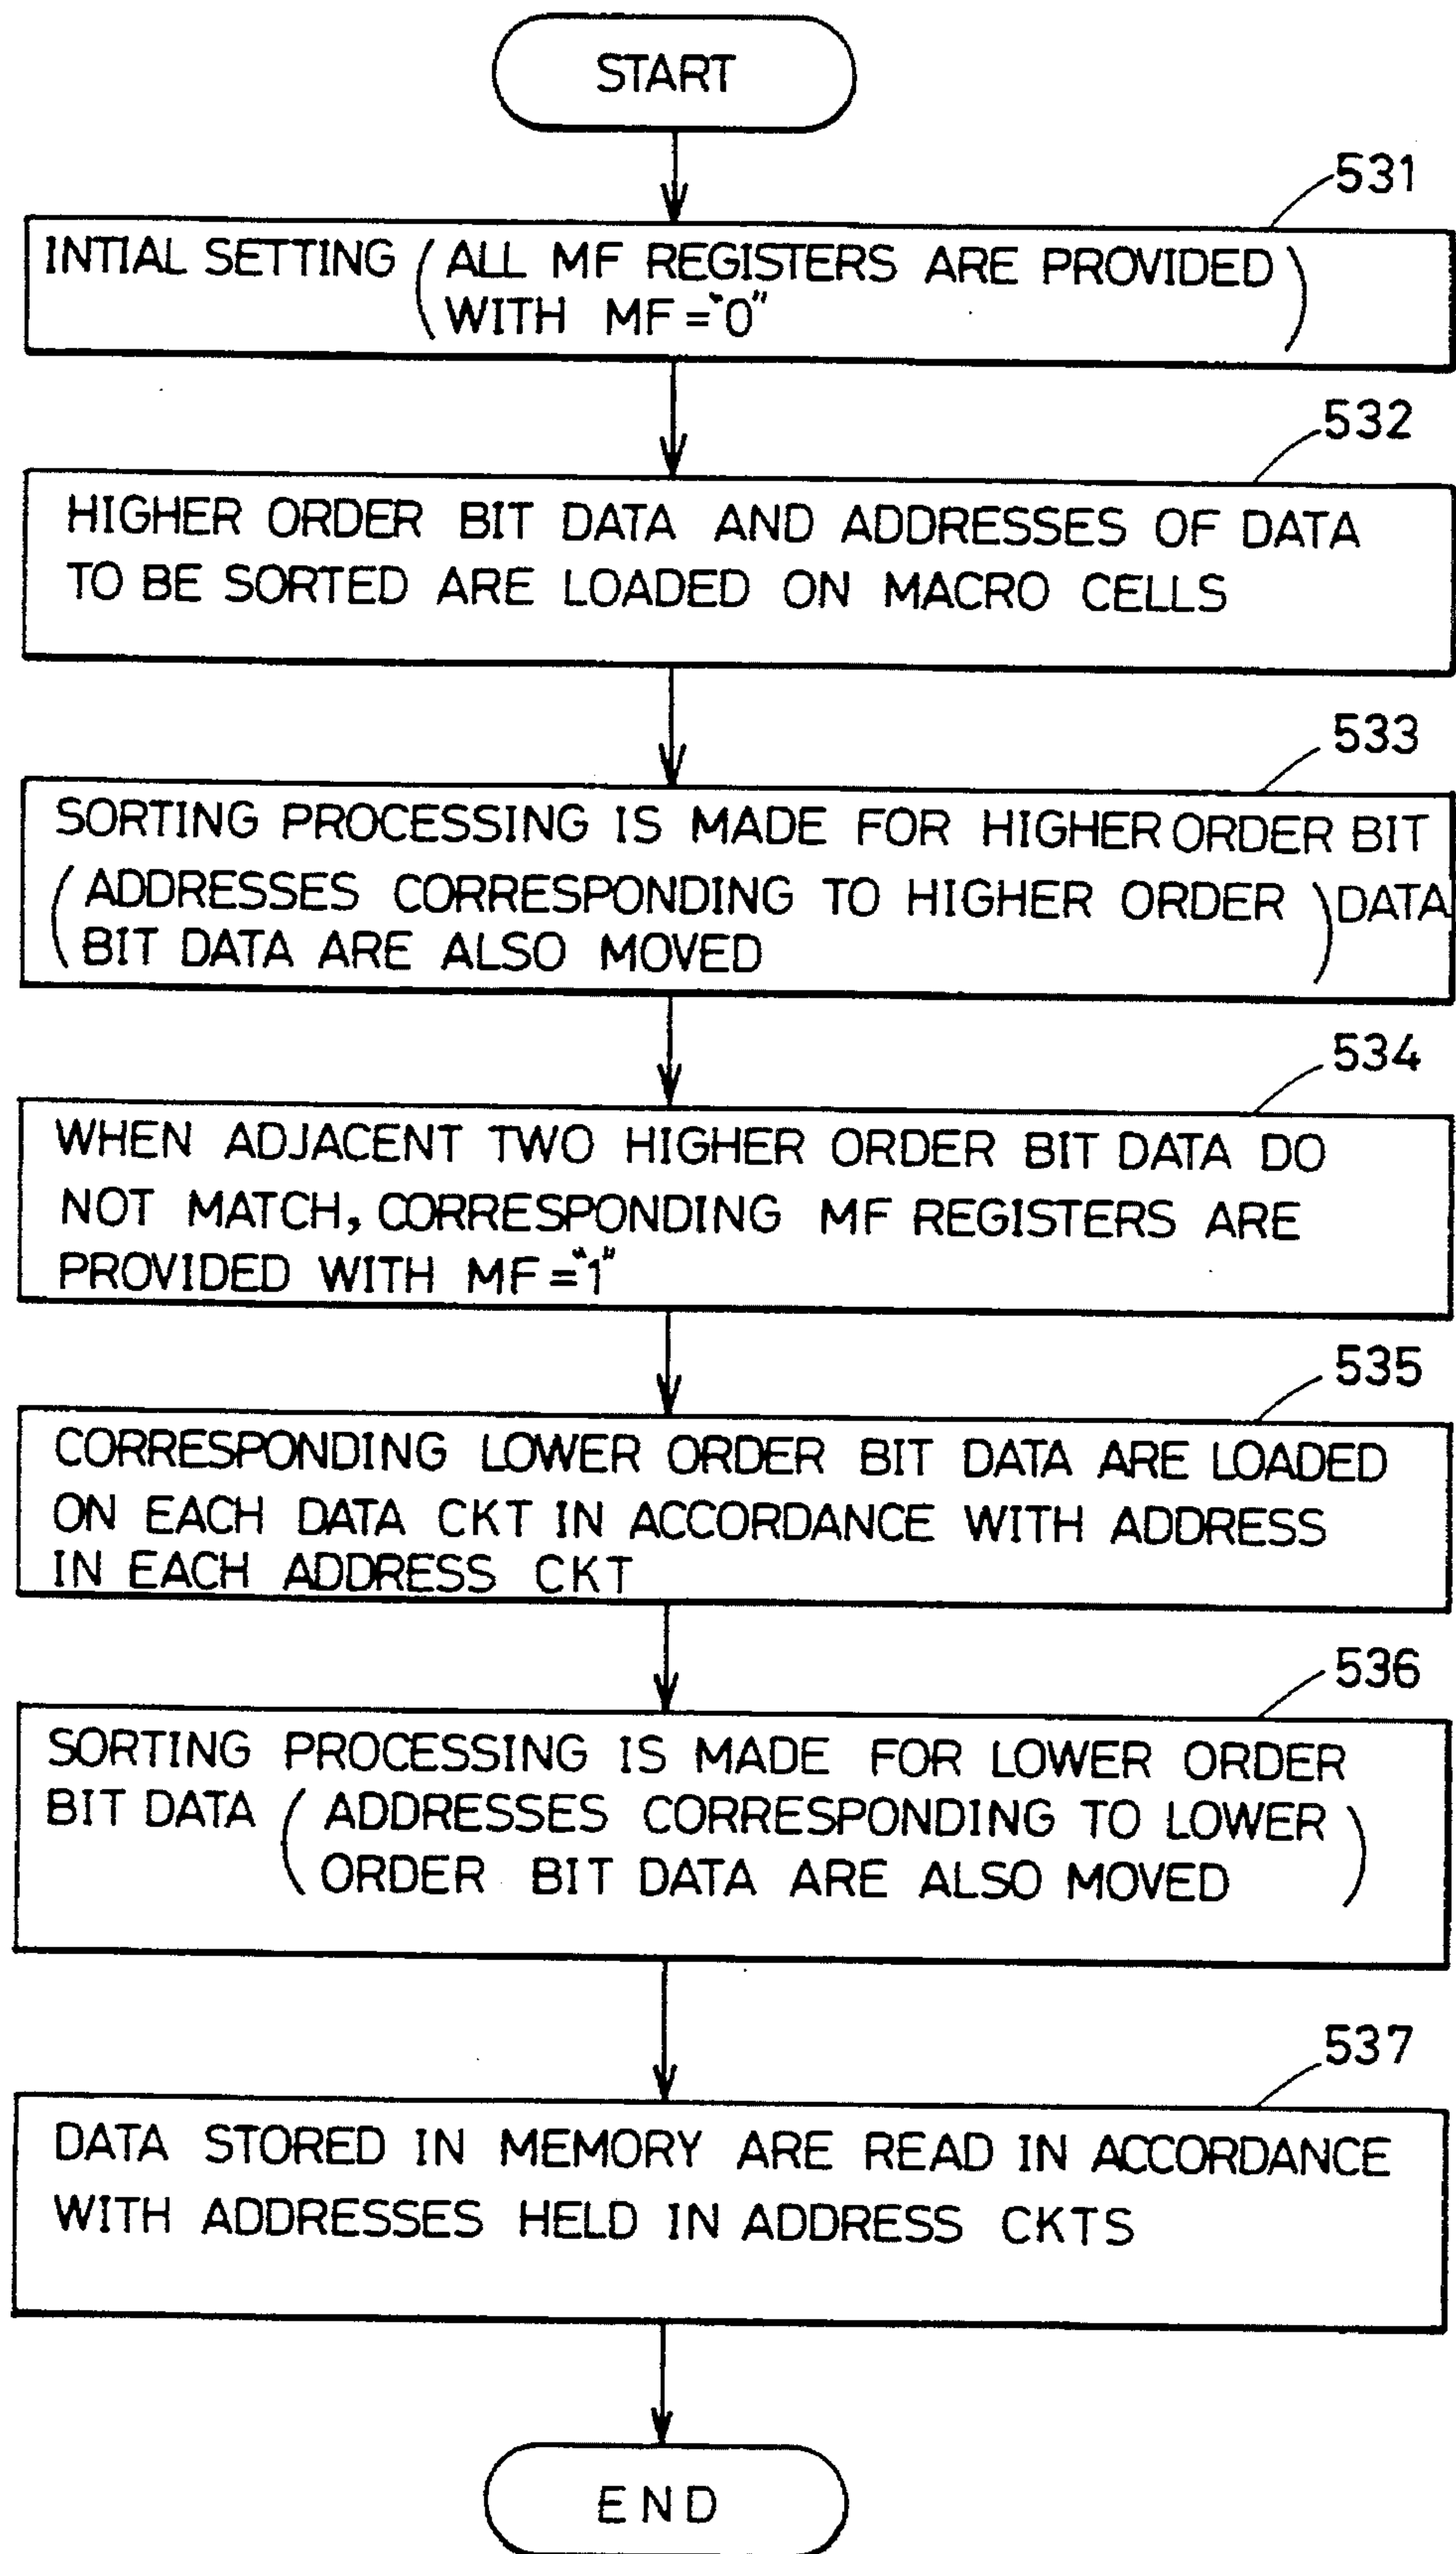 START
531
INTIAL SETTING (ALL MF REGISTERS ARE PROVIDED
WITH MF="0")
532
HIGHER ORDER BIT DATA AND ADDRESSES OF DATA
TO BE SORTED ARE LOADED ON MACRO CELLS
533
SORTING PROCESSING IS MADE FOR HIGHER ORDER BIT
(ADDRESSES CORRESPONDING TO HIGHER ORDER ) DATA
BIT DATA ARE ALSO MOVED
534
WHEN ADJACENT TWO HIGHER ORDER BIT DATA DO
NOT MATCH, CORRESPONDING MF REGISTERS ARE
PROVIDED WITH MF="1"
535
CORRESPONDING LOWER ORDER BIT DATA ARE LOADED
ON EACH DATA CKT IN ACCORDANCE WITH ADDRESS
IN EACH ADDRESS CKT
536
SORTING PROCESSING IS MADE FOR LOWER ORDER
BIT DATA (ADDRESSES CORRESPONDING TO LOWER
ORDER BIT DATA ARE ALSO MOVED)
537
DATA STORED IN MEMORY ARE READ IN ACCORDANCE
WITH ADDRESSES HELD IN ADDRESS CKTS
END